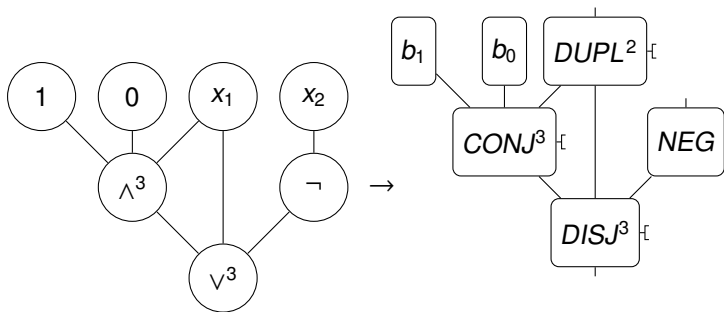 b₁ b₀ DUPL²
1 0 x₁ x₂
CONJ³ NEG
∧³ ¬ →
DISJ³
∨³